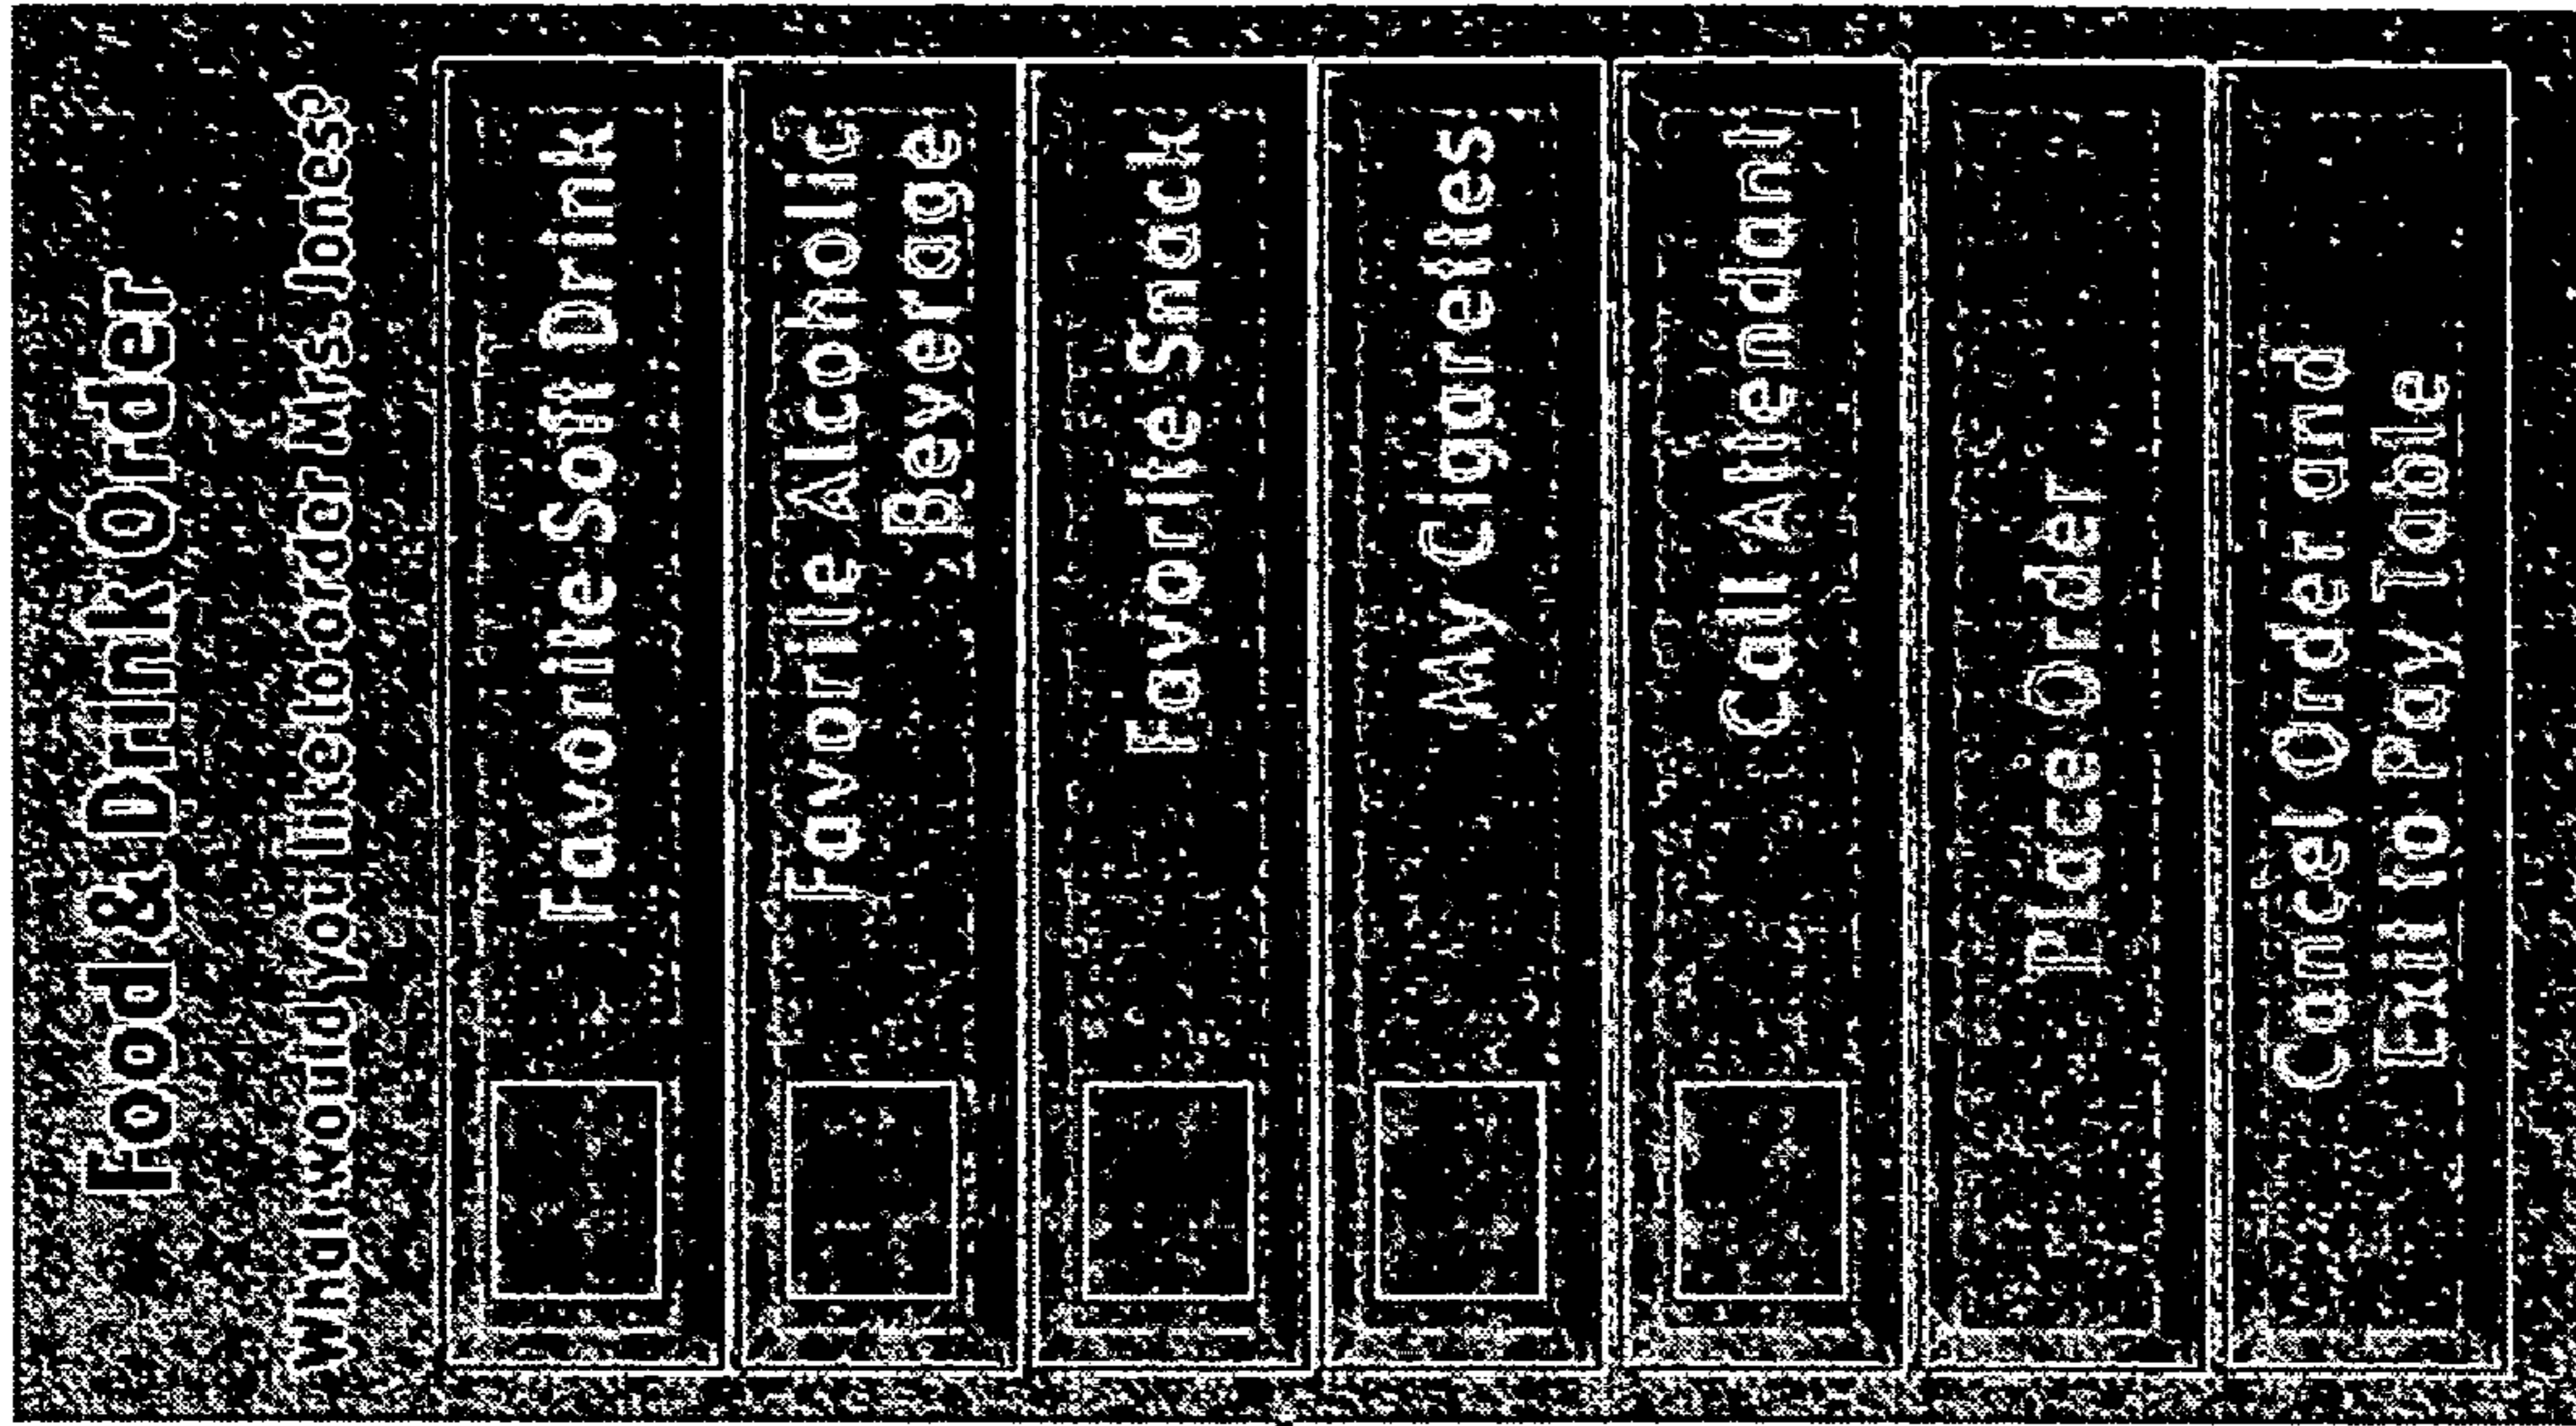 Food & Drink Order
What would you like to order Mrs. Jones?
Favorite Soft Drink
Favorite Alcoholic
Beverage
Favorite Snack
My Cigarettes
Call Attendant
Place Order
Cancel Order and
Exit to Pay Table